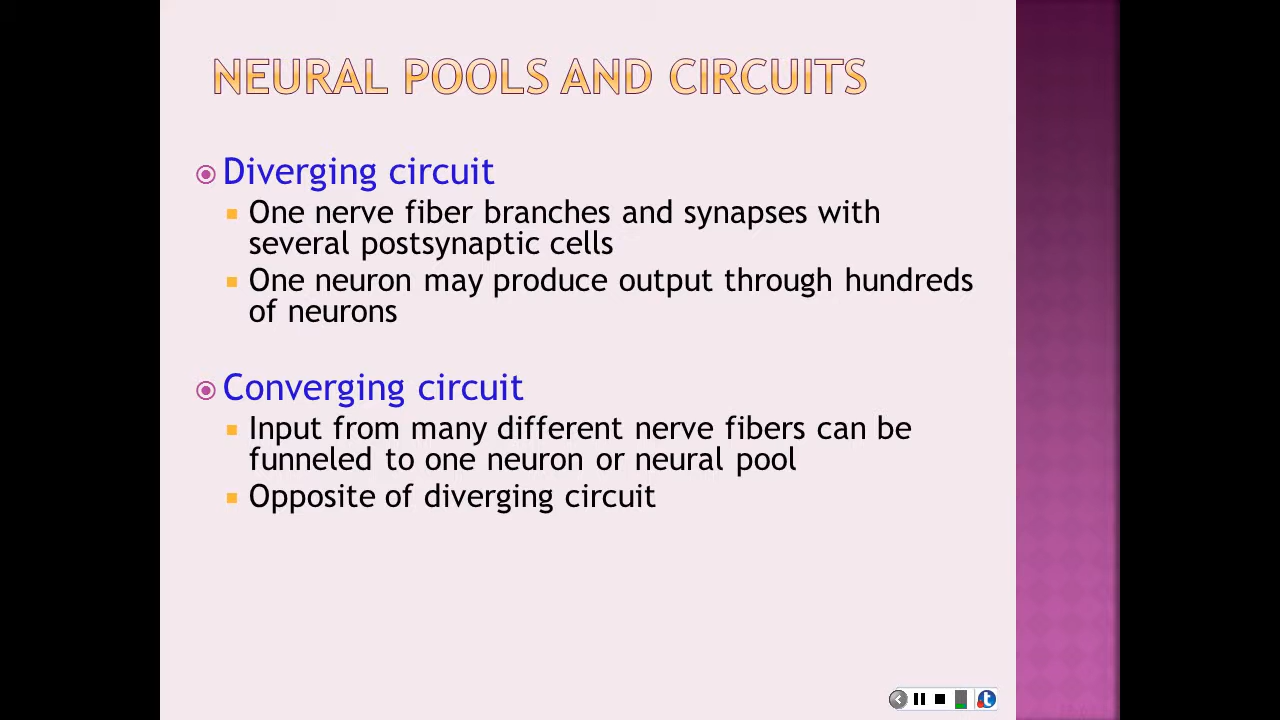 NEURAL POOLS AND CIRCUITS
Diverging circuit
One nerve fiber branches and synapses with
several postsynaptic cells
One neuron may produce output through hundreds
of neurons
Converging circuit
Input from many different nerve fibers can be
funneled to one neuron or neural pool
Opposite of diverging circuit
t